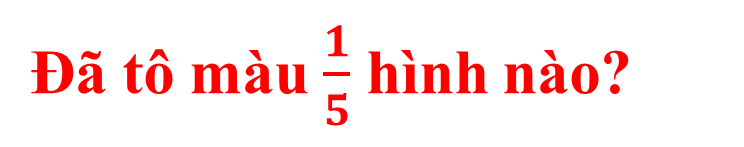 Đã tô màu 1/5 hình nào?